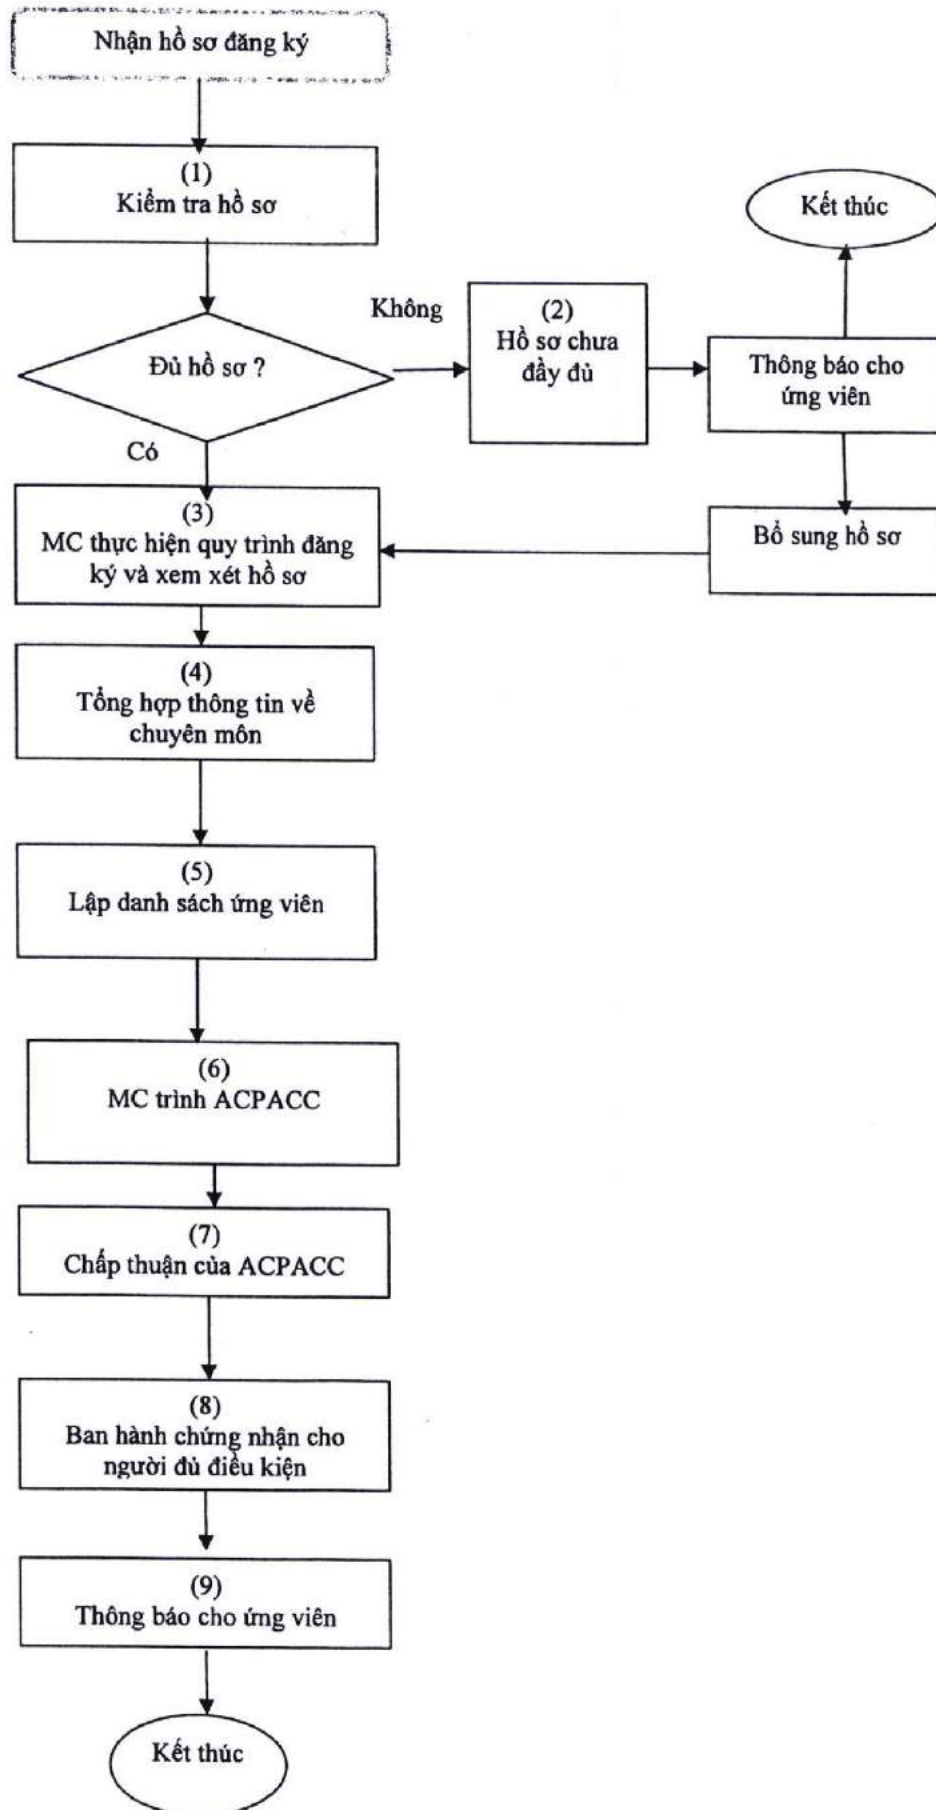 Nhận hồ sơ đăng ký
(1)
Kiểm tra hồ sơ
Kết thúc
Không
(2)
Hồ sơ chưa
đầy đủ
Đủ hồ sơ ?
Thông báo cho
ứng viên
Có
(3)
MC thực hiện quy trình đăng
ký và xem xét hồ sơ
Bổ sung hồ sơ
(4)
Tổng hợp thông tin về
chuyên môn
(5)
Lập danh sách ứng viên
(6)
MC trình ACPACC
(7)
Chấp thuận của ACPACC
(8)
Ban hành chứng nhận cho
người đủ điều kiện
(9)
Thông báo cho ứng viên
Kết thúc